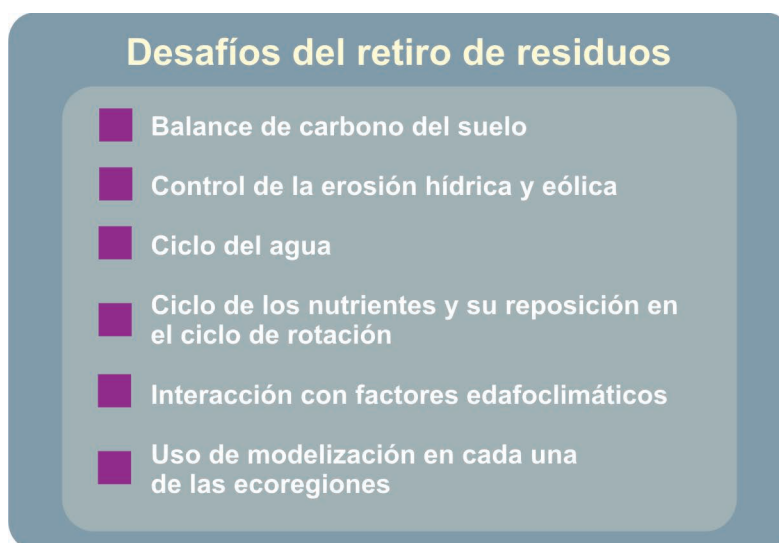 Desafíos del retiro de residuos
Balance de carbono del suelo
Control de la erosión hídrica y eólica
Ciclo del agua
Ciclo de los nutrientes y su reposición en
el ciclo de rotación
Interacción con factores edafoclimáticos
Uso de modelización en cada una
de las ecoregiones